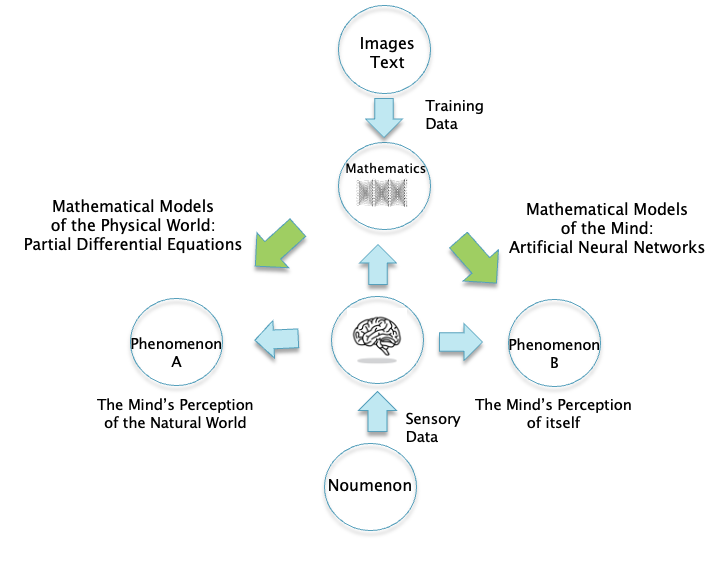 Images
Text
Training
Data
Mathematics
Mathematical Models
of the Physical World:
Partial Differential Equations
Mathematical Models
of the Mind:
Artificial Neural Networks
Phenomenon
A
Phenomenon
B
The Mind's Perception
of the Natural World
The Mind's Perception
of itself
Sensory
Data
Noumenon